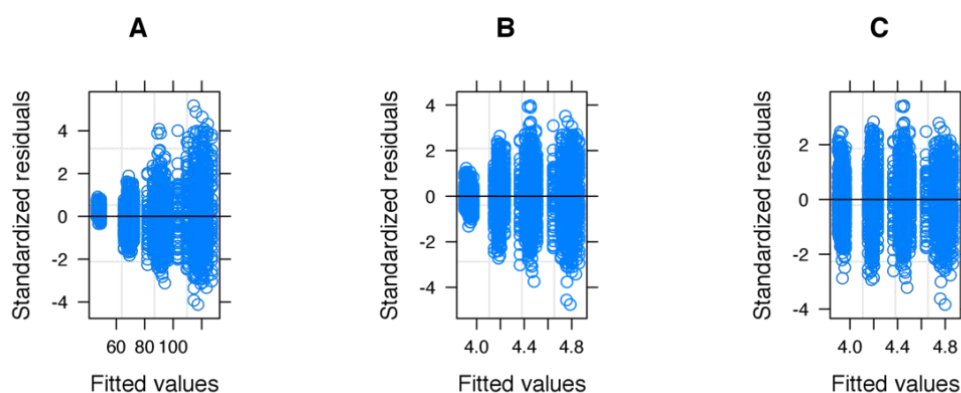 A
B
C
Standardized residuals
4
2
0
-2
-4
60 80 100
Fitted values
Standardized residuals
4
2
0
-2
-4
4.0 4.4 4.8
Fitted values
Standardized residuals
2
0
-2
-4
4.0 4.4 4.8
Fitted values